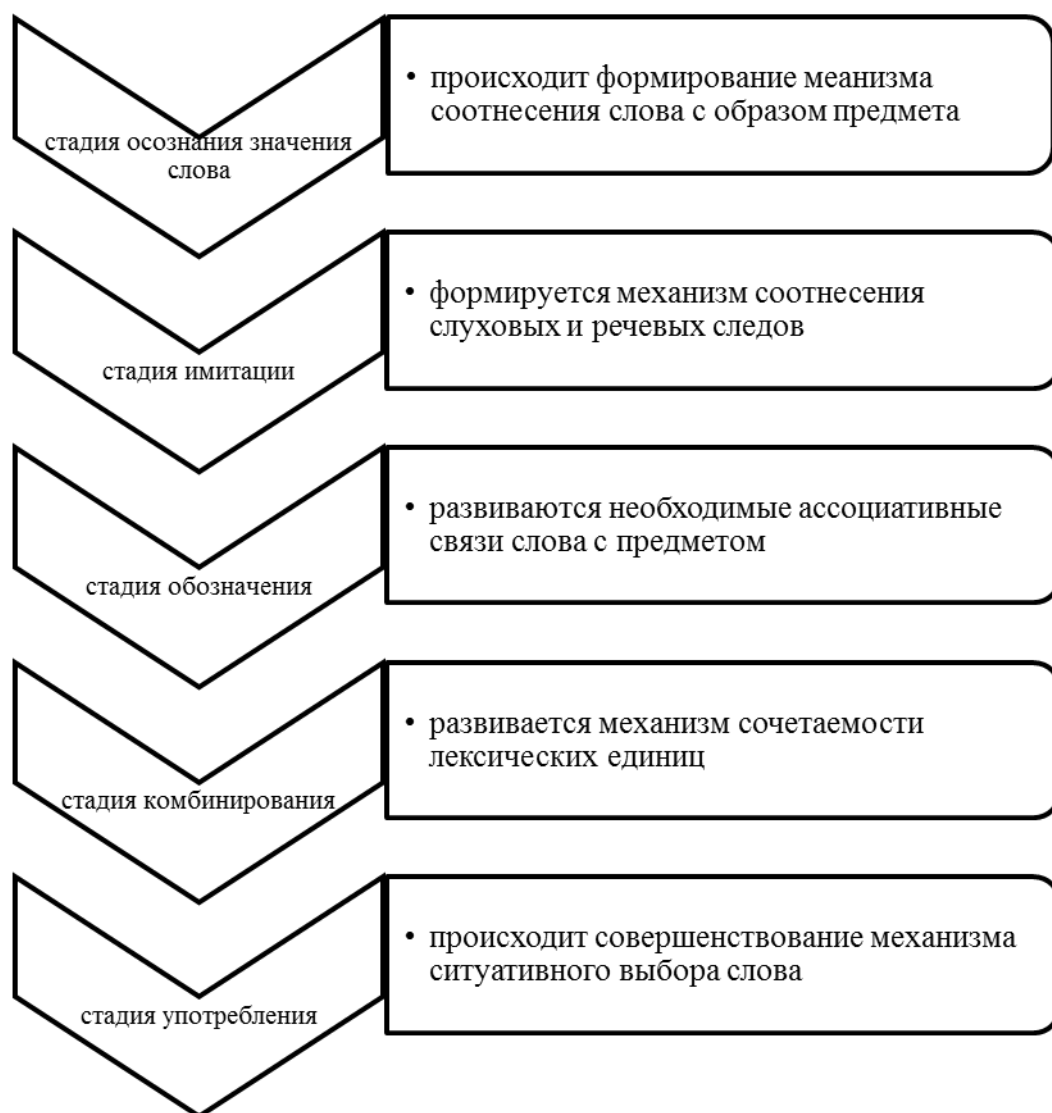 • происходит формирование меанизма
соотнесения слова с образом предмета
стадия осознания значения
слова
• формируется механизм соотнесения
слуховых и речевых следов
стадия имитации
• развиваются необходимые ассоциативные
связи слова с предметом
стадия обозначения
• развивается механизм сочетаемости
лексических единиц
стадия комбинирования
• происходит совершенствование механизма
ситуативного выбора слова
стадия употребления